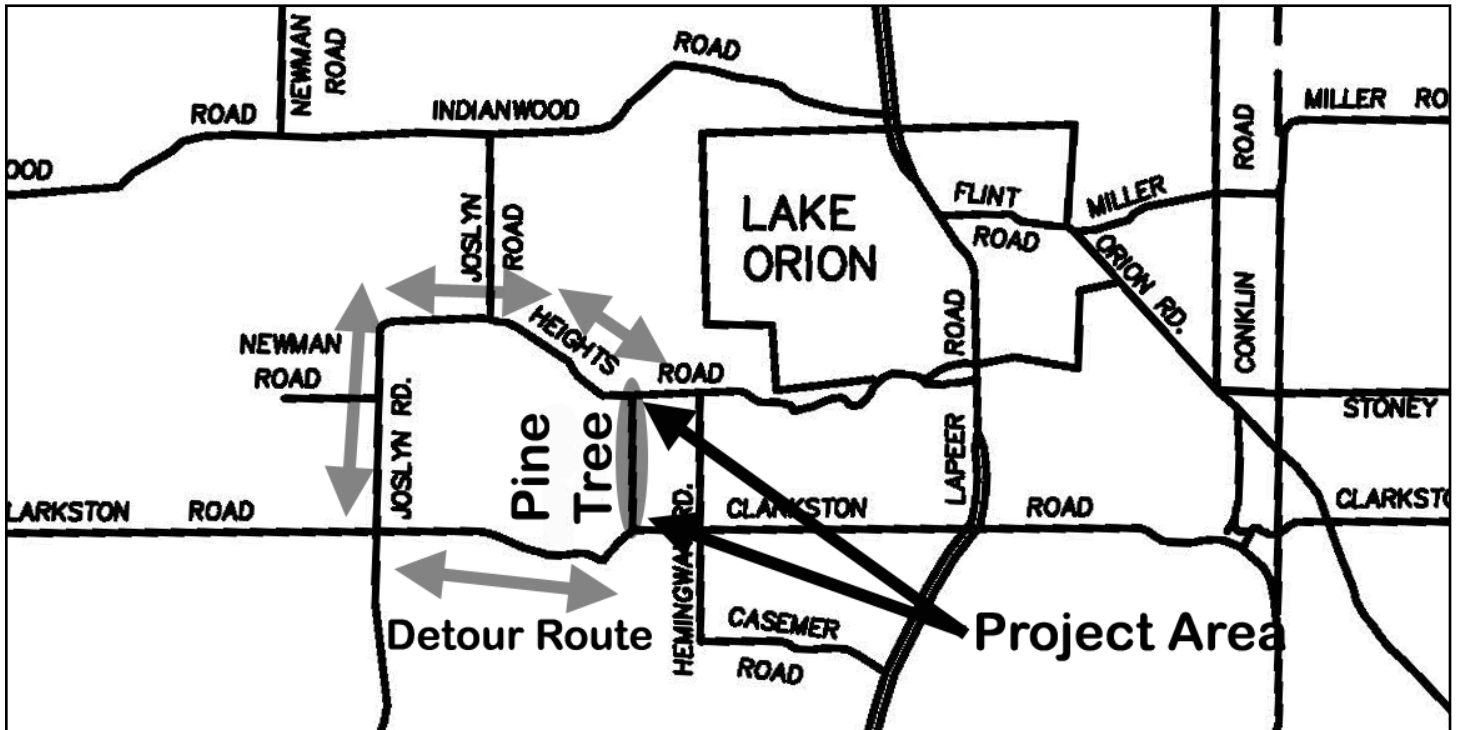 NEWMAN
ROAD
ROAD
ROAD
INDIANWOOD
MILLER RO
ROAD
OOD
JOSLYN
ROAD
LAKE
ORION
FLINT
ROAD
MILLER
ORION RD.
CONKLIN
HEIGHTS
ROAD
NEWMAN
ROAD
JOSLYN RD.
Pine
Tree
LAPEER
ROAD
STONEY
LARKSTON ROAD
CLARKSTON ROAD
CLARKSTO
HEMINGWA RD.
Detour Route
CASEMER
ROAD
Project Area